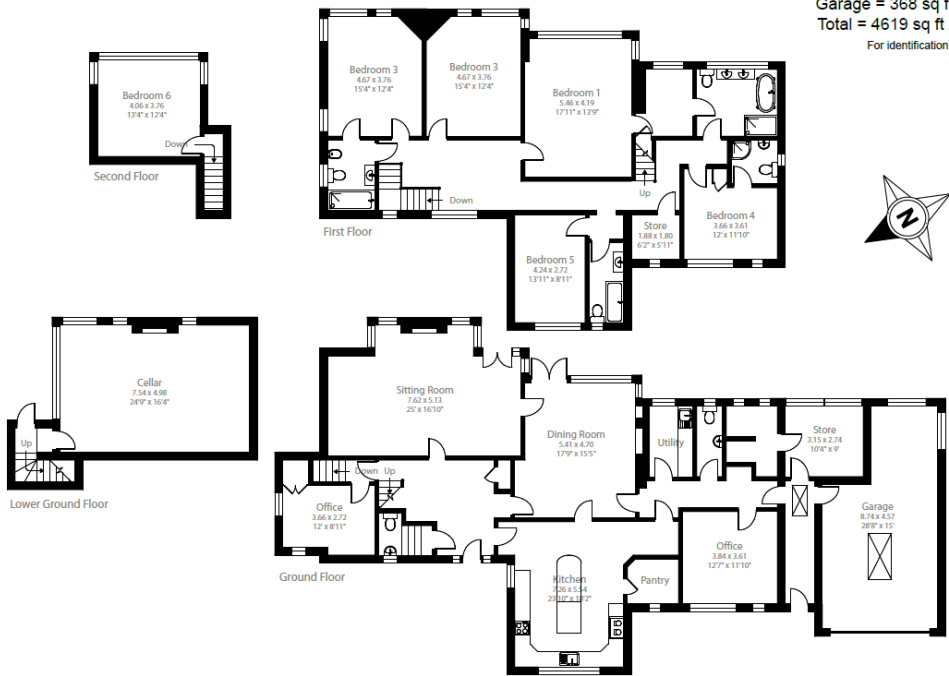 Garage = 368 sq f
Total = 4619 sq ft
For identification
Bedroom 6
4.06 x 3.76
13'4" x 12'4"
Down
Second Floor
Bedroom 3
4.67 x 3.76
15'4" x 12'4"
Bedroom 3
4.67 x 3.76
15'4" x 12'4"
Bedroom 1
5.46 x 4.19
17'11" x 13'9"
Down
Up
Store
1.88 x 1.80
6'2" x 5'11"
Bedroom 4
3.66 x 3.61
12' x 11'10"
Bedroom 5
4.24 x 2.72
13'11" x 8'11"
First Floor
N
Cellar
7.54 x 4.98
24'9" x 16'4"
Up
Lower Ground Floor
Sitting Room
7.62 x 5.13
25' x 16'10"
Dining Room
5.41 x 4.70
17'9" x 15'5"
Utility
Store
3.15 x 2.74
10'4" x 9'
Down
Up
Office
3.66 x 2.72
12' x 8'11"
Garage
8.74 x 4.57
28'8" x 15'
Office
3.84 x 3.61
12'7" x 11'10"
Kitchen
7.26 x 5.54
23'10" x 18'2"
Pantry
Ground Floor